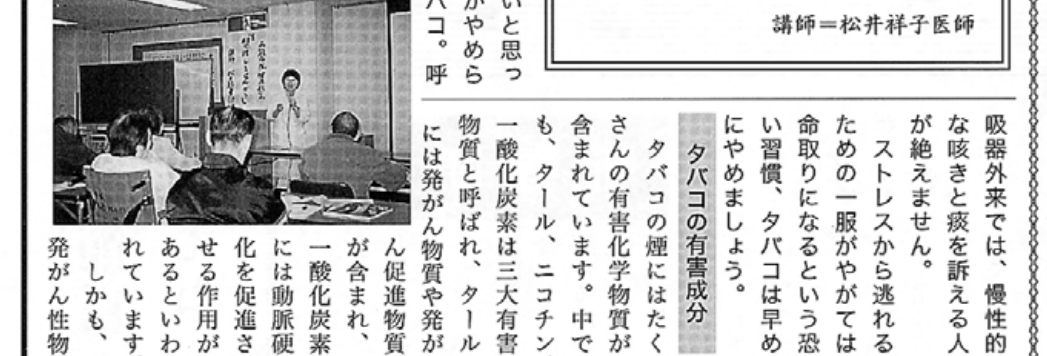 講師＝松井祥子医師
いと思っ
がやめら
バコ。呼
吸器外来では、慢性的
な咳きと痰を訴える人
が絶えません。
ストレスから逃れる
ための一服がやがては
命取りになるという恐
い習慣、タバコは早め
にやめましょう。
タバコの有害成分
タバコの煙にはたく
さんの有害化学物質が
含まれています。中で
も、タール、ニコチン、
一酸化炭素は三大有害
物質と呼ばれ、タール
には発がん物質や発が
ん促進物質
が含まれ、
一酸化炭素
には動脈硬
化を促進さ
せる作用が
あるといわ
れています。
しかも、
発がん性物